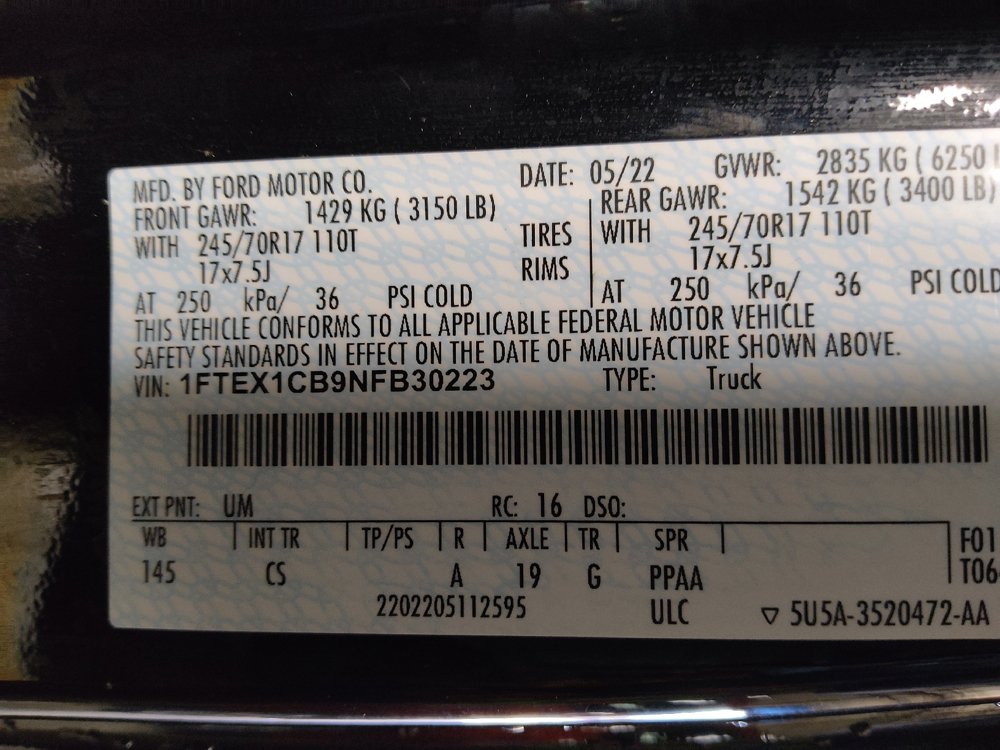 MFD. BY FORD MOTOR CO. DATE: 05/22 GVWR: 2835 KG ( 6250
FRONT GAWR: 1429 KG ( 3150 LB) REAR GAWR: 1542 KG ( 3400 LB)
WITH 245/70R17 110T TIRES WITH 245/70R17 110T
17x7.5J RIMS 17x7.5J
AT 250 kPa/ 36 PSI COLD AT 250 kPa/ 36 PSI COLD
THIS VEHICLE CONFORMS TO ALL APPLICABLE FEDERAL MOTOR VEHICLE
SAFETY STANDARDS IN EFFECT ON THE DATE OF MANUFACTURE SHOWN ABOVE.
VIN: 1FTEX1CB9NFB30223 TYPE: Truck
EXT PNT: UM RC: 16 DSO:
WB INT TR TP/PS R AXLE TR SPR F01
145 CS A 19 G PPAA T06
2202205112595 ULC ▽ 5U5A-3520472-AA